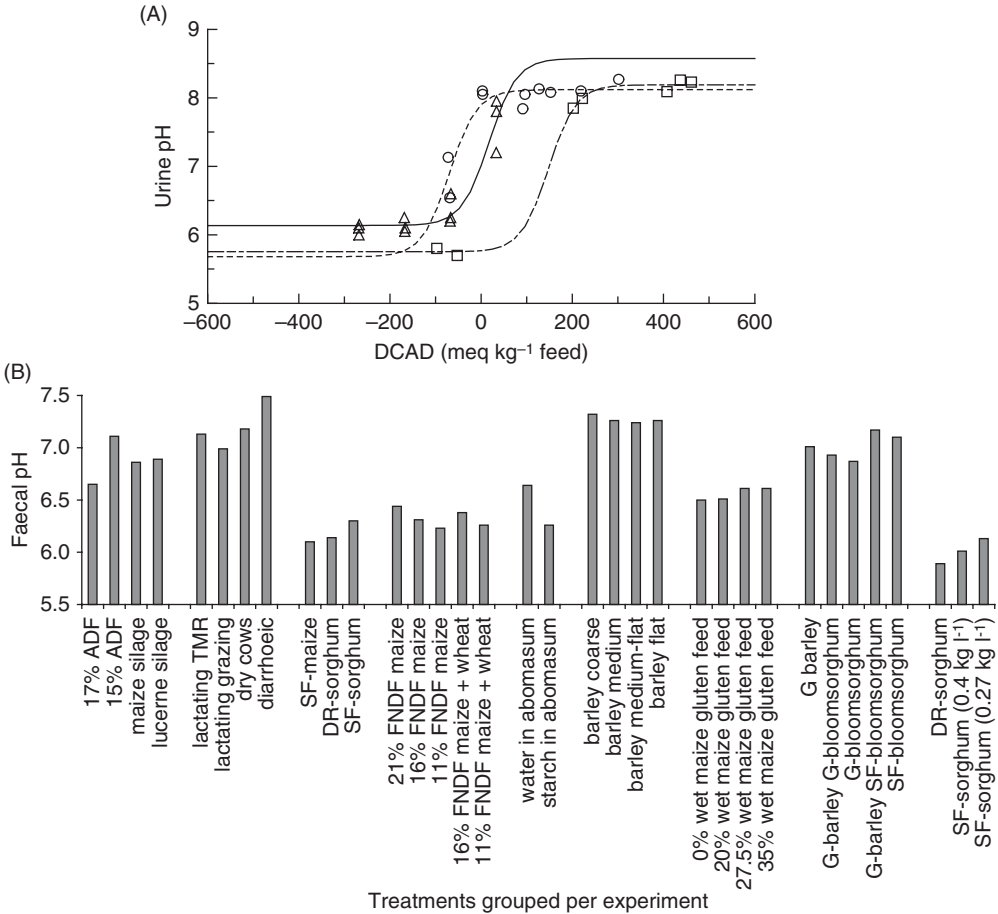 (A)
9
8
7
6
5
Urine pH
–600
–400
–200
0
200
400
600
DCAD (meq kg–1 feed)
(B)
7.5
7.0
6.5
6.0
5.5
Faecal pH
17% ADF
15% ADF
maize silage
lucerne silage
lactating TMR
lactating grazing
dry cows
diarrhoeic
SF-maize
DR-sorghum
SF-sorghum
21% FNDF maize
16% FNDF maize
11% FNDF maize
16% FNDF maize + wheat
11% FNDF maize + wheat
water in abomasum
starch in abomasum
barley coarse
barley medium
barley medium-flat
barley flat
0% wet maize gluten feed
20% wet maize gluten feed
27.5% wet maize gluten feed
35% wet maize gluten feed
G barley
G-barley G-bloomsorghum
G-bloomsorghum
G-barley SF-bloomsorghum
SF-bloomsorghum
DR-sorghum
SF-sorghum (0.4 kg l-1)
SF-sorghum (0.27 kg l-1)
Treatments grouped per experiment